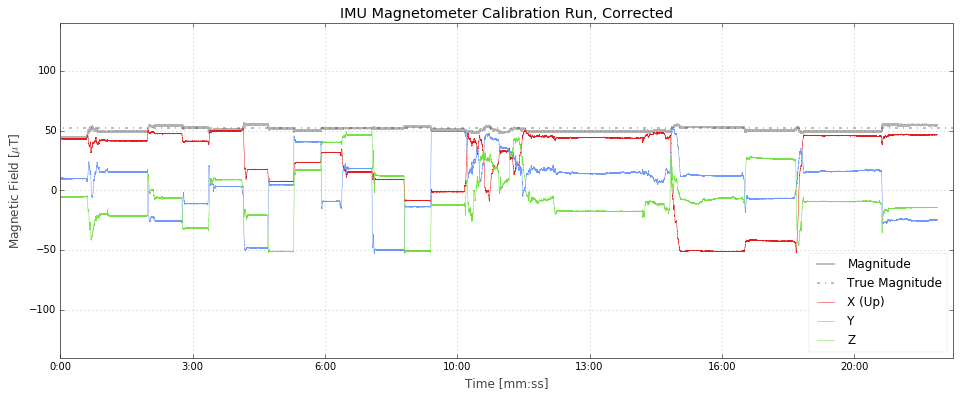 IMU Magnetometer Calibration Run, Corrected
Magnetic Field [μT]
100
50
0
−50
−100
Magnitude
True Magnitude
X (Up)
Y
Z
0:00 3:00 6:00 10:00 13:00 16:00 20:00
Time [mm:ss]